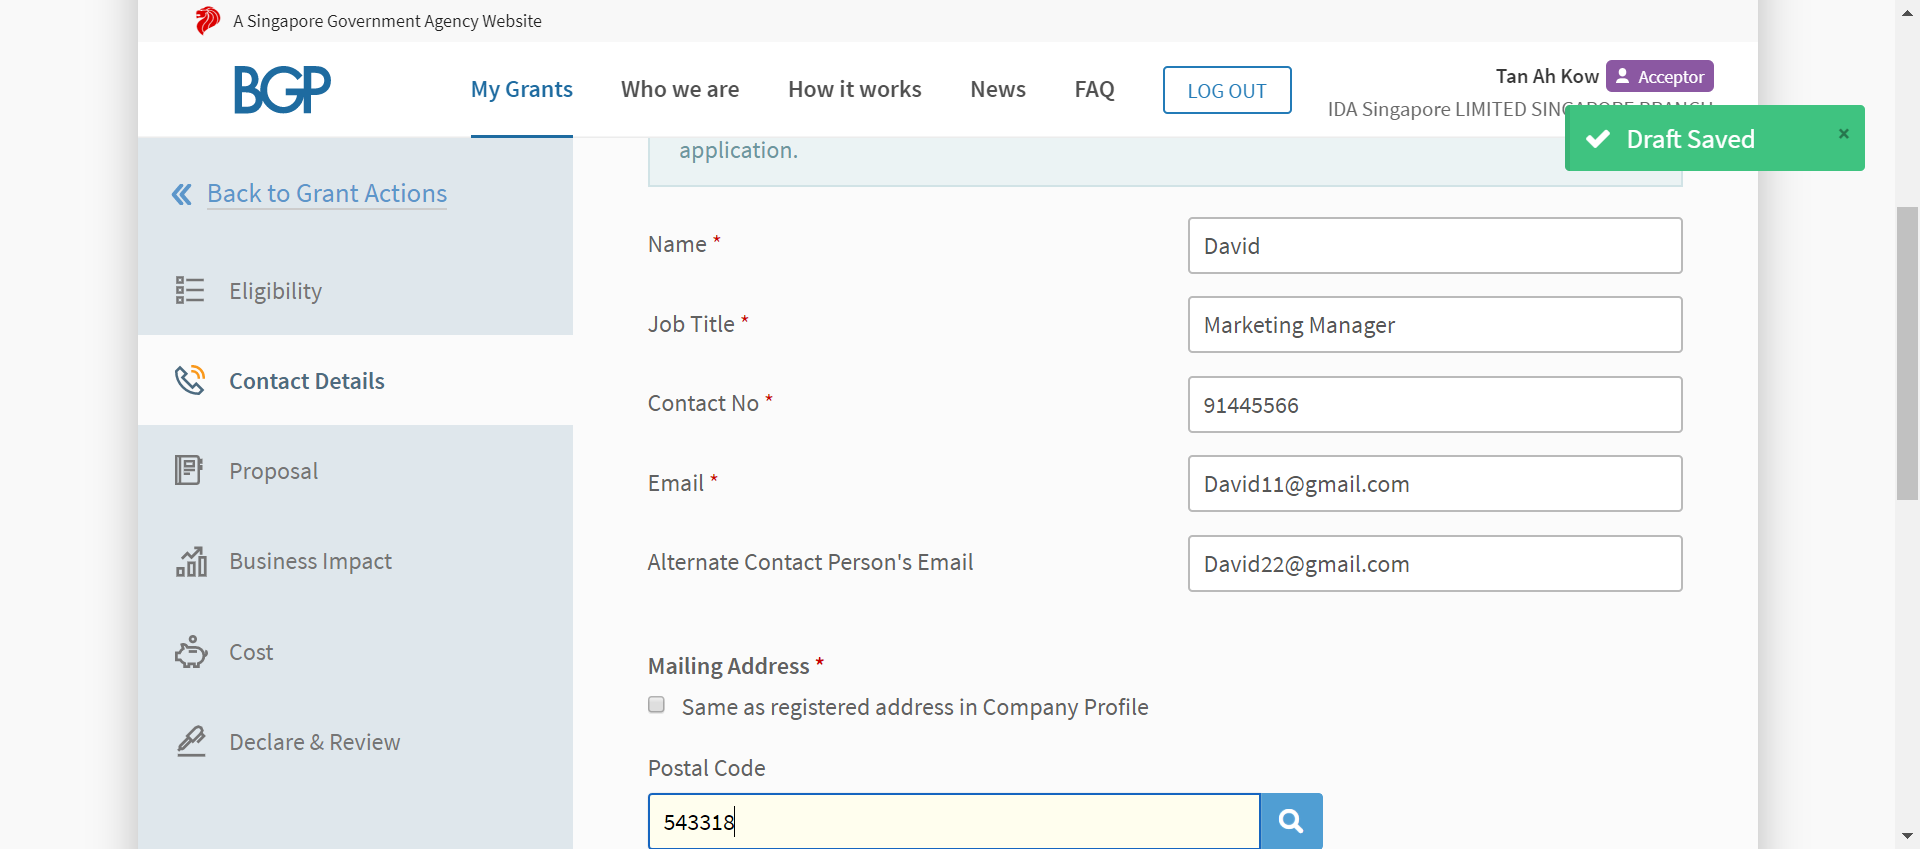 A Singapore Government Agency Website
BGP
My Grants
Who we are
How it works
News
FAQ
LOG OUT
Tan Ah Kow
Acceptor
IDA Singapore LIMITED SINGAPORE BRANCH
Draft Saved
×
application.
Back to Grant Actions
Eligibility
Contact Details
Proposal
Business Impact
Cost
Declare & Review
Name *
David
Job Title *
Marketing Manager
Contact No *
91445566
Email *
David11@gmail.com
Alternate Contact Person's Email
David22@gmail.com
Mailing Address *
Same as registered address in Company Profile
Postal Code
543318